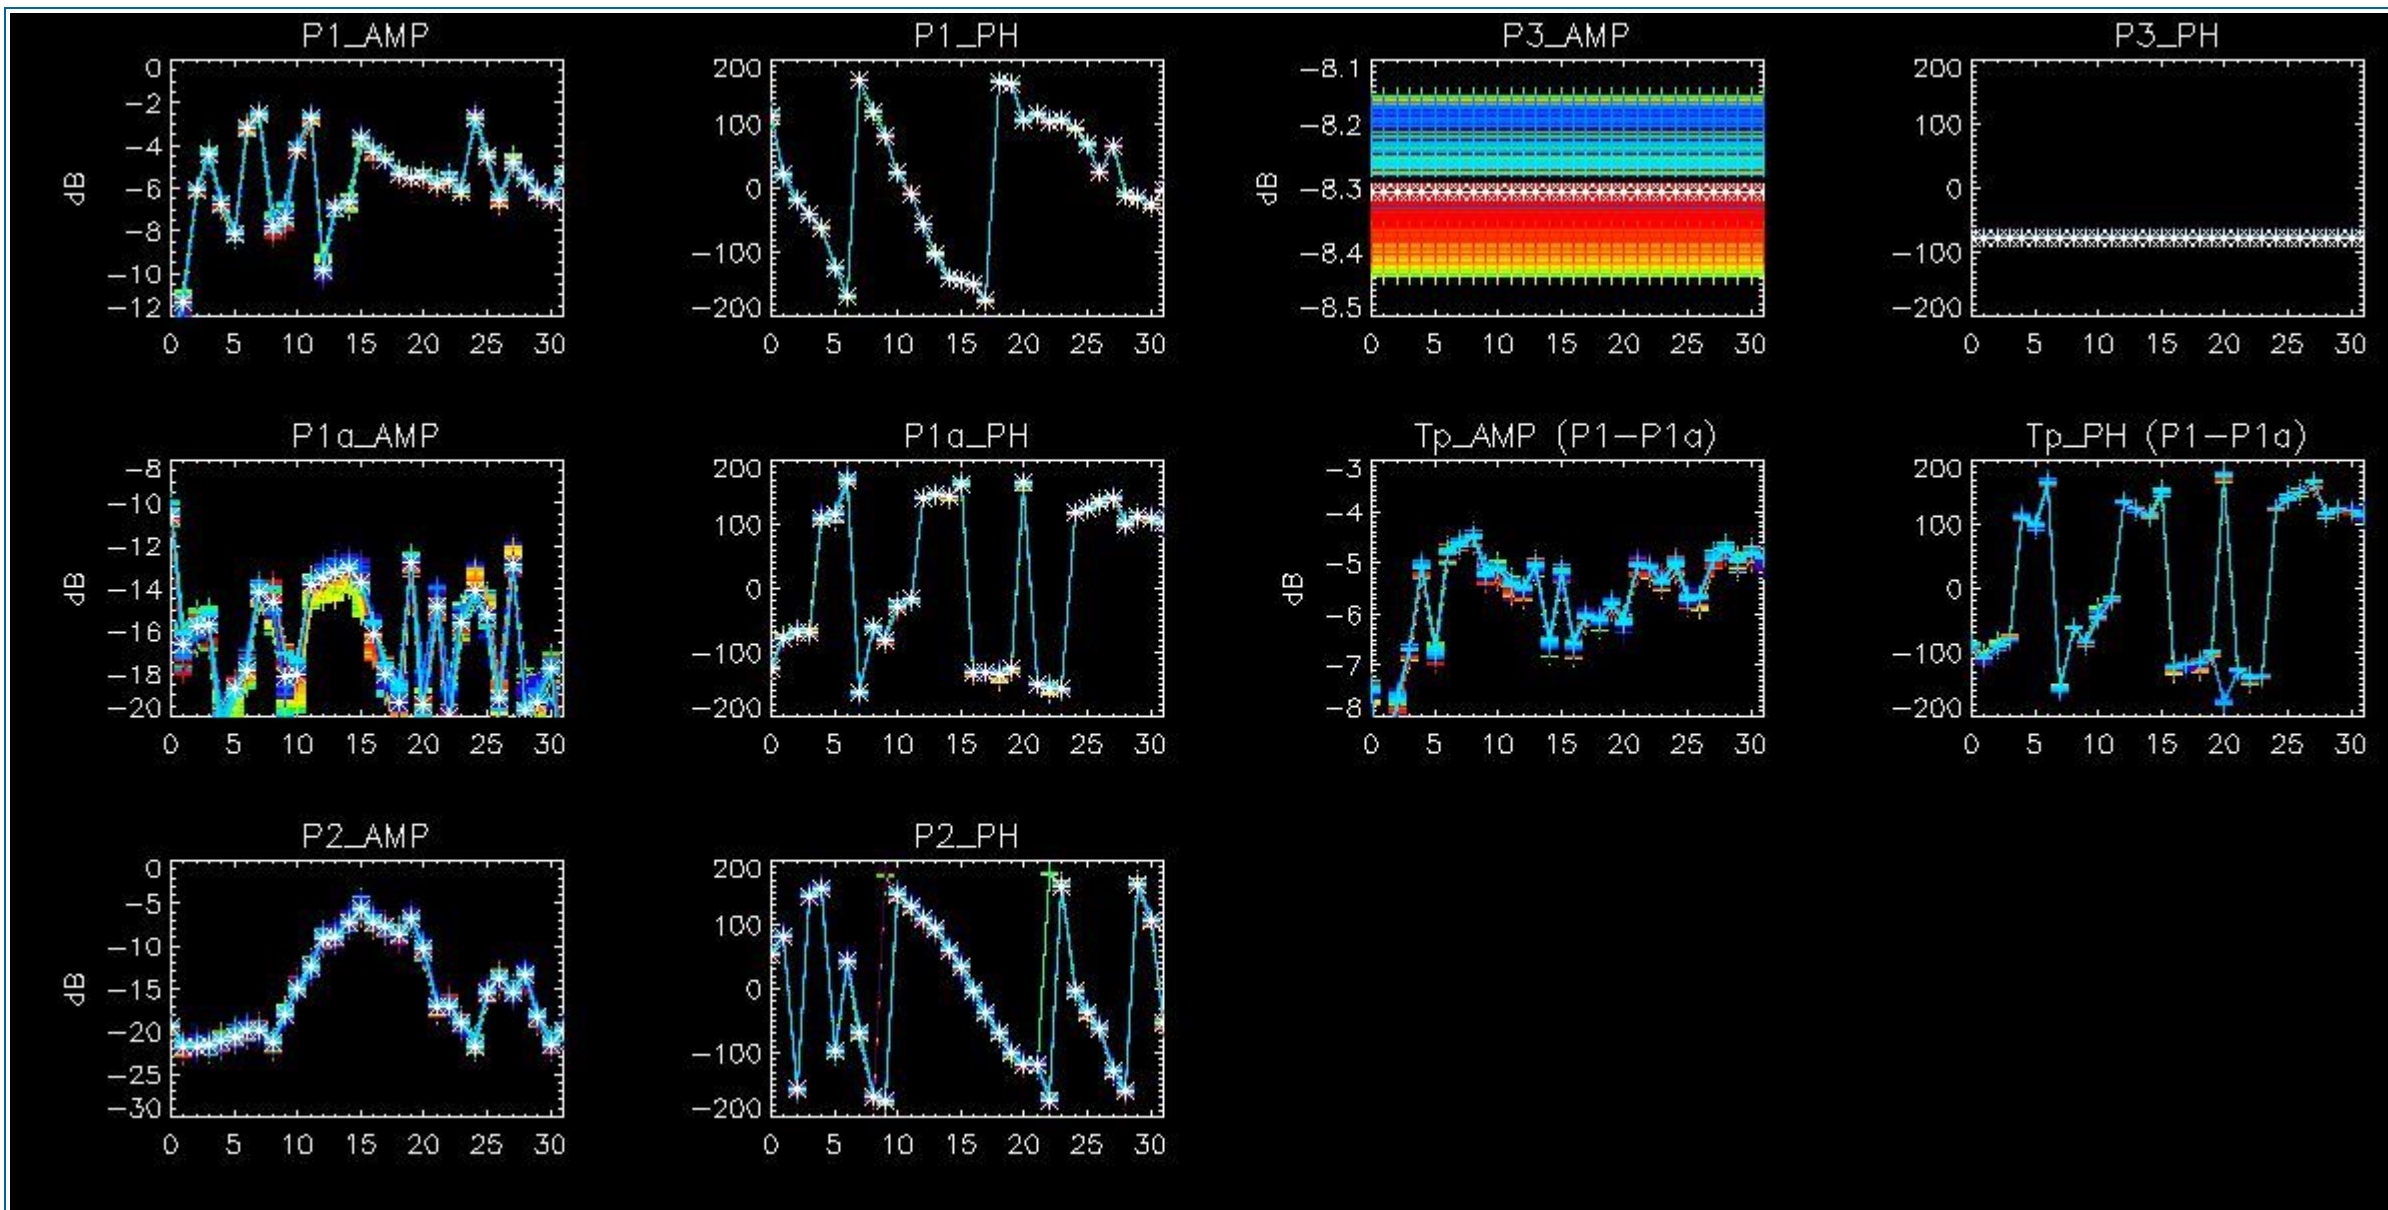 P1_AMP
0
−2
−4
−6
−8
−10
−12
dB
0 5 10 15 20 25 30
P1_PH
200
100
0
−100
−200
0 5 10 15 20 25 30
P3_AMP
−8.1
−8.2
−8.3
−8.4
−8.5
dB
0 5 10 15 20 25 30
P3_PH
200
100
0
−100
−200
0 5 10 15 20 25 30
P1a_AMP
−8
−10
−12
−14
−16
−18
−20
dB
0 5 10 15 20 25 30
P1a_PH
200
100
0
−100
−200
0 5 10 15 20 25 30
Tp_AMP (P1−P1a)
−3
−4
−5
−6
−7
−8
dB
0 5 10 15 20 25 30
Tp_PH (P1−P1a)
200
100
0
−100
−200
0 5 10 15 20 25 30
P2_AMP
0
−5
−10
−15
−20
−25
−30
dB
0 5 10 15 20 25 30
P2_PH
200
100
0
−100
−200
0 5 10 15 20 25 30